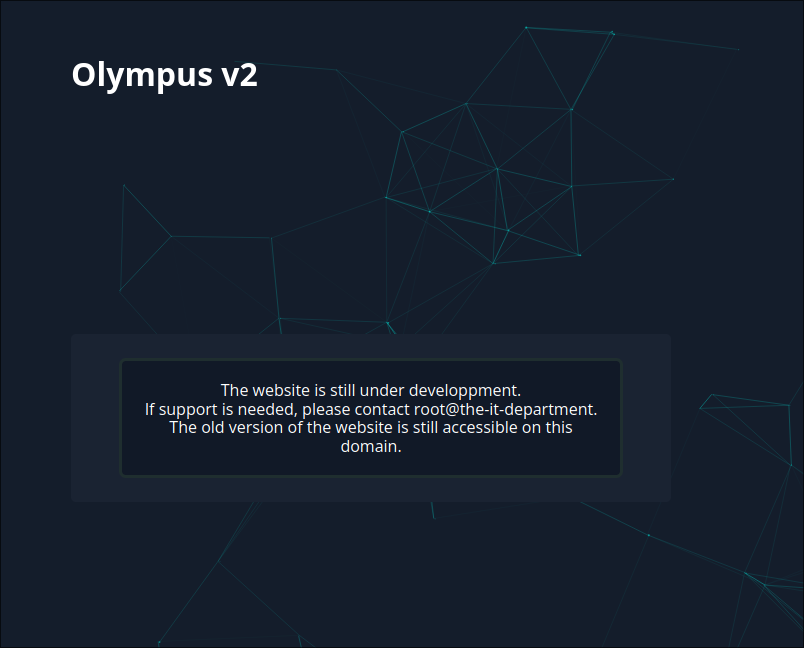 Olympus v2
The website is still under developpment.
If support is needed, please contact root@the-it-department.
The old version of the website is still accessible on this
domain.